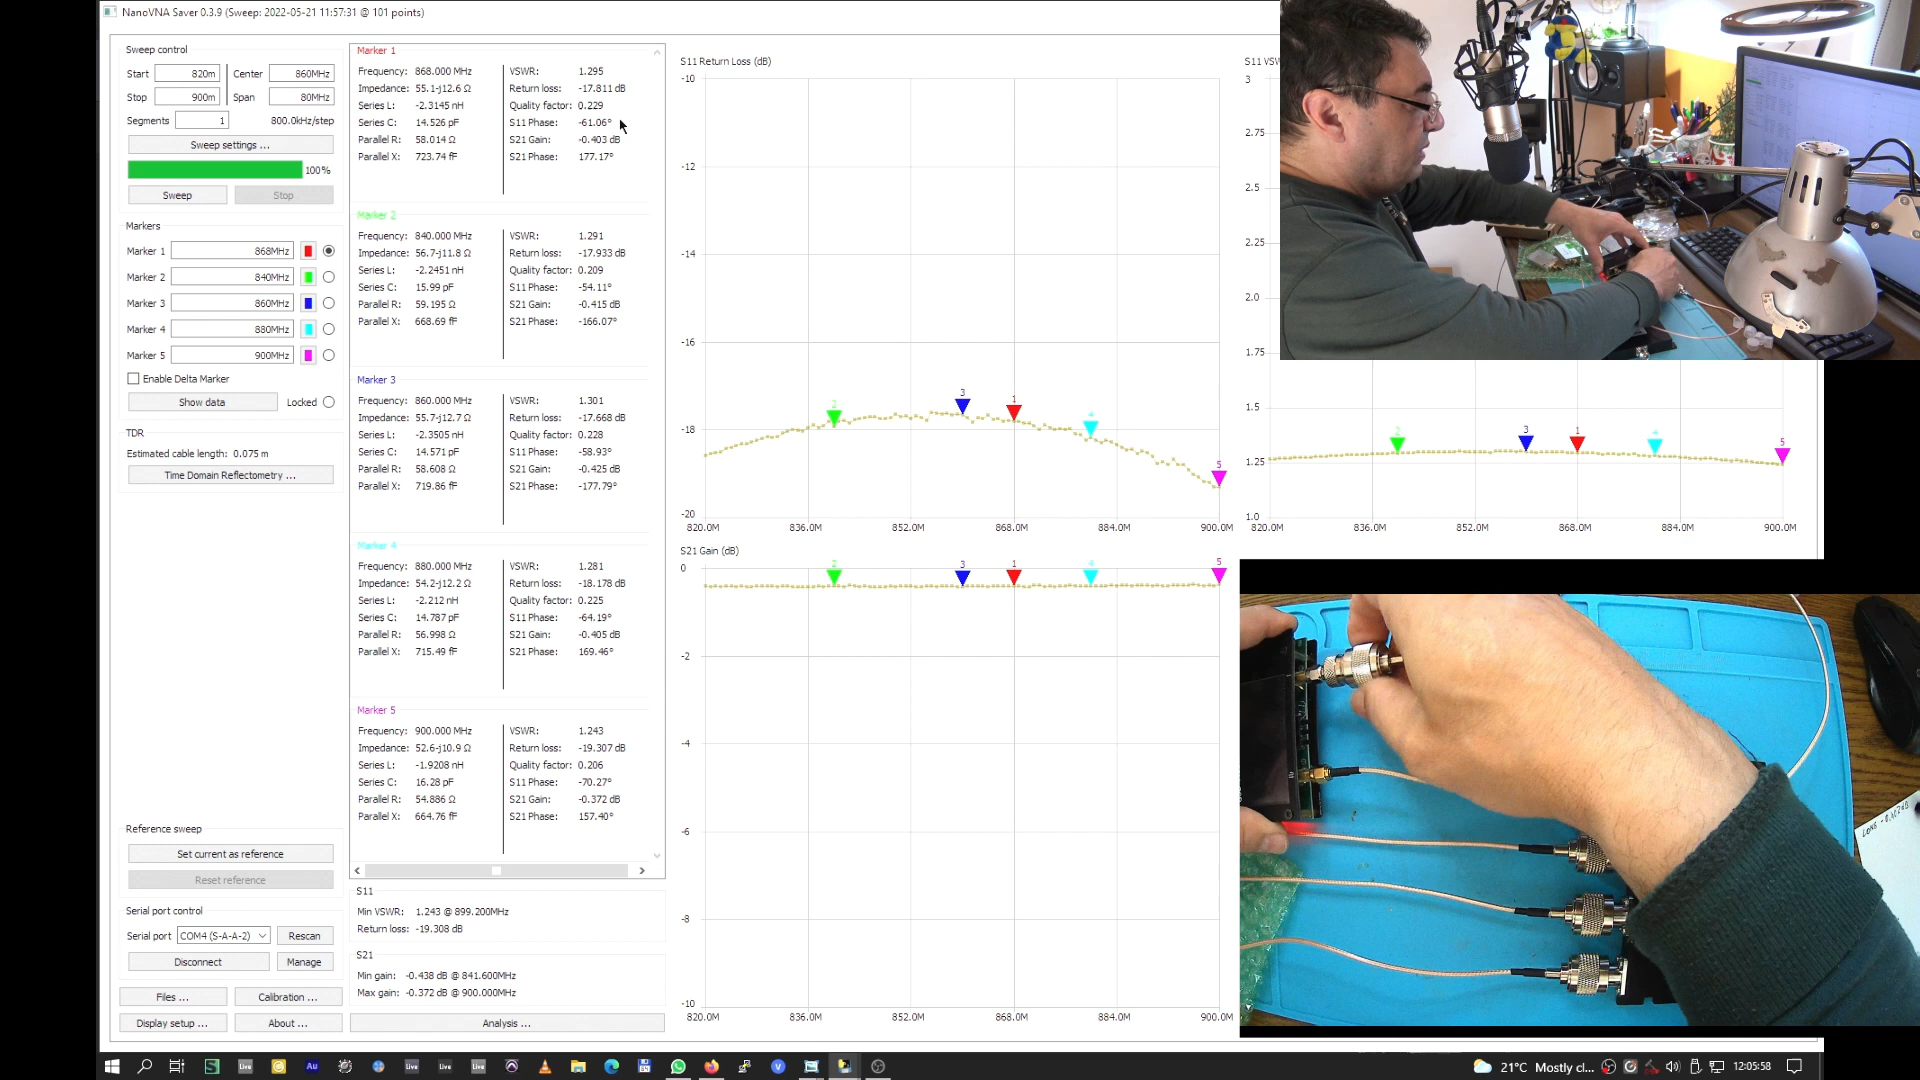 NanoVNA Saver 0.3.9 (Sweep: 2022-05-21 11:57:31 @ 101 points)
Sweep control
Start 820m Center 860MHz
Stop 900m Span 80MHz
Segments 1 800.0kHz/step
Sweep settings ...
100%
Sweep Stop
Markers
Marker 1 868MHz
Marker 2 840MHz
Marker 3 860MHz
Marker 4 880MHz
Marker 5 900MHz
Enable Delta Marker
Show data Locked
TDR
Estimated cable length: 0.075 m
Time Domain Reflectometry ...
Reference sweep
Set current as reference
Reset reference
Serial port control
Serial port COM4 (S-A-A-2) Rescan
Disconnect Manage
Files ... Calibration ...
Display setup ... About ...
Marker 1
Frequency: 868.000 MHz VSWR: 1.295
Impedance: 55.1-j12.6 Ω Return loss: -17.811 dB
Series L: -2.3145 nH Quality factor: 0.229
Series C: 14.526 pF S11 Phase: -61.06°
Parallel R: 58.014 Ω S21 Gain: -0.403 dB
Parallel X: 723.74 fF S21 Phase: 177.17°
Marker 2
Frequency: 840.000 MHz VSWR: 1.291
Impedance: 56.7-j11.8 Ω Return loss: -17.933 dB
Series L: -2.2451 nH Quality factor: 0.209
Series C: 15.99 pF S11 Phase: -54.11°
Parallel R: 59.195 Ω S21 Gain: -0.415 dB
Parallel X: 668.69 fF S21 Phase: -166.07°
Marker 3
Frequency: 860.000 MHz VSWR: 1.301
Impedance: 55.7-j12.7 Ω Return loss: -17.668 dB
Series L: -2.3505 nH Quality factor: 0.228
Series C: 14.571 pF S11 Phase: -58.93°
Parallel R: 58.608 Ω S21 Gain: -0.425 dB
Parallel X: 719.86 fF S21 Phase: -177.79°
Marker 4
Frequency: 880.000 MHz VSWR: 1.281
Impedance: 54.2-j12.2 Ω Return loss: -18.178 dB
Series L: -2.212 nH Quality factor: 0.225
Series C: 14.787 pF S11 Phase: -64.19°
Parallel R: 56.998 Ω S21 Gain: -0.405 dB
Parallel X: 715.49 fF S21 Phase: 169.46°
Marker 5
Frequency: 900.000 MHz VSWR: 1.243
Impedance: 52.6-j10.9 Ω Return loss: -19.307 dB
Series L: -1.9208 nH Quality factor: 0.206
Series C: 16.28 pF S11 Phase: -70.27°
Parallel R: 54.886 Ω S21 Gain: -0.372 dB
Parallel X: 664.76 fF S21 Phase: 157.40°
S11
Min VSWR: 1.243 @ 899.200MHz
Return loss: -19.308 dB
S21
Min gain: -0.438 dB @ 841.600MHz
Max gain: -0.372 dB @ 900.000MHz
Analysis ...
S11 Return Loss (dB)
-10
-12
-14
-16
-18
-20
2 3 1 4 5
820.0M 836.0M 852.0M 868.0M 884.0M 900.0M
S21 Gain (dB)
0
-2
-4
-6
-8
-10
2 3 1 4 5
820.0M 836.0M 852.0M 868.0M 884.0M 900.0M
S11 VSW
3
2.75
2.5
2.25
2.0
1.75
1.5
1.25
1.0
2 3 1 4 5
820.0M 836.0M 852.0M 868.0M 884.0M 900.0M
21°C Mostly cl... 12:05:58